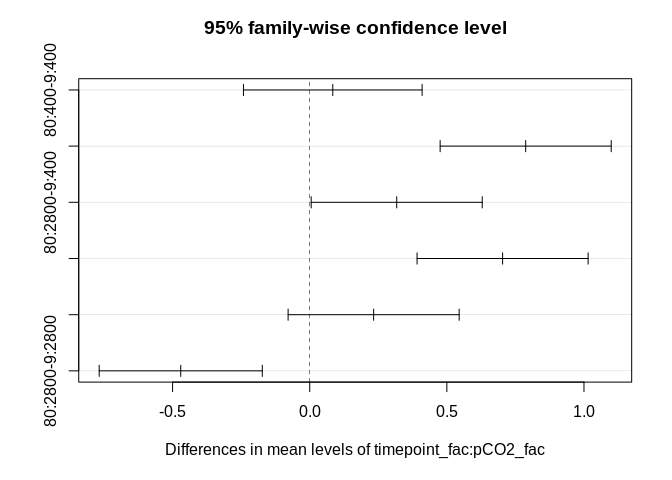 95% family-wise confidence level
80:400-9:400
80:2800-9:400
80:2800-9:2800
-0.5 0.0 0.5 1.0
Differences in mean levels of timepoint_fac:pCO2_fac